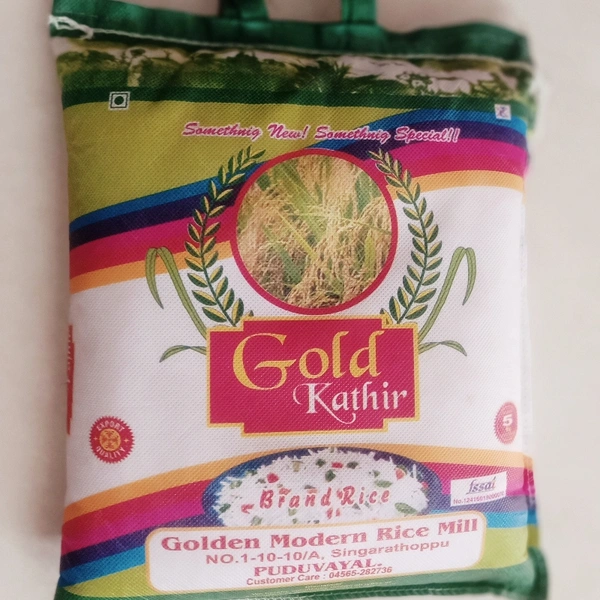 Somethnig New! Somethnig Special!!
Gold
Kathir
EXPORT
QUALITY
5
Brand Rice
Issal
Golden Modern Rice Mill
NO.1-10-10/A, Singarathoppu
PUDUVAYAL.
Customer Care : 04565-282736